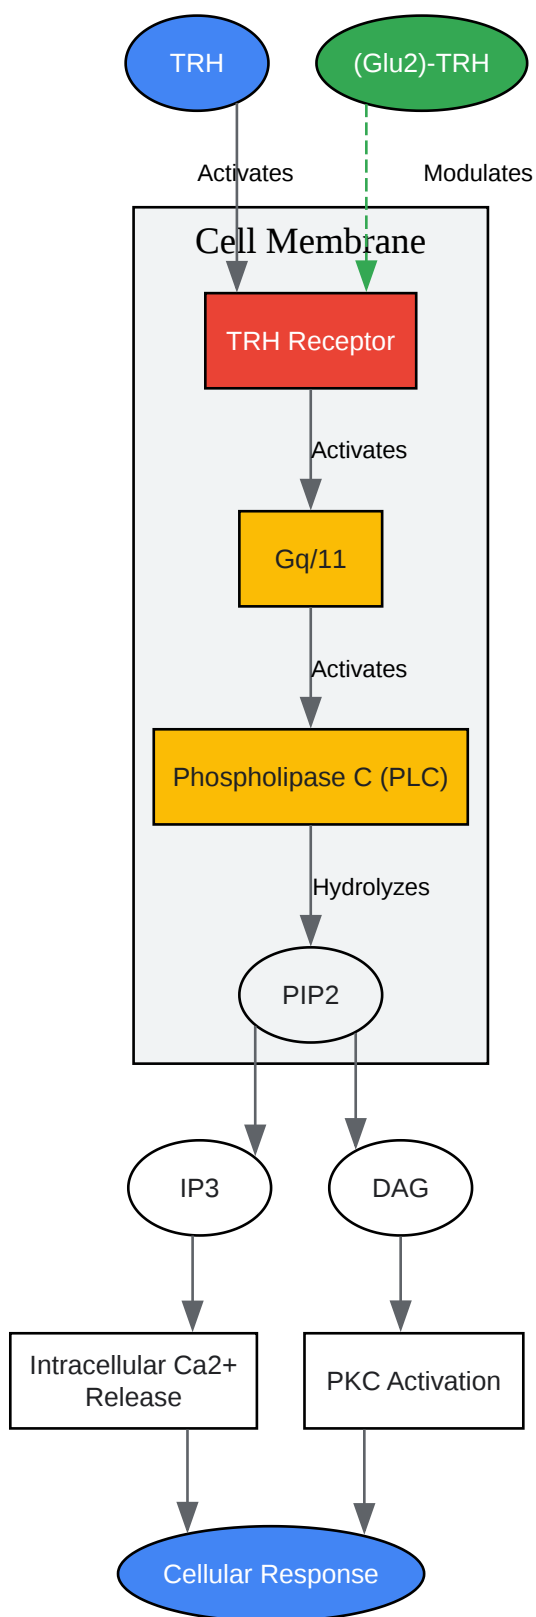 TRH
(Glu2)-TRH
Activates
Modulates
Cell Membrane
TRH Receptor
Activates
Gq/11
Activates
Phospholipase C (PLC)
Hydrolyzes
PIP2
IP3
DAG
Intracellular Ca2+
Release
PKC Activation
Cellular Response